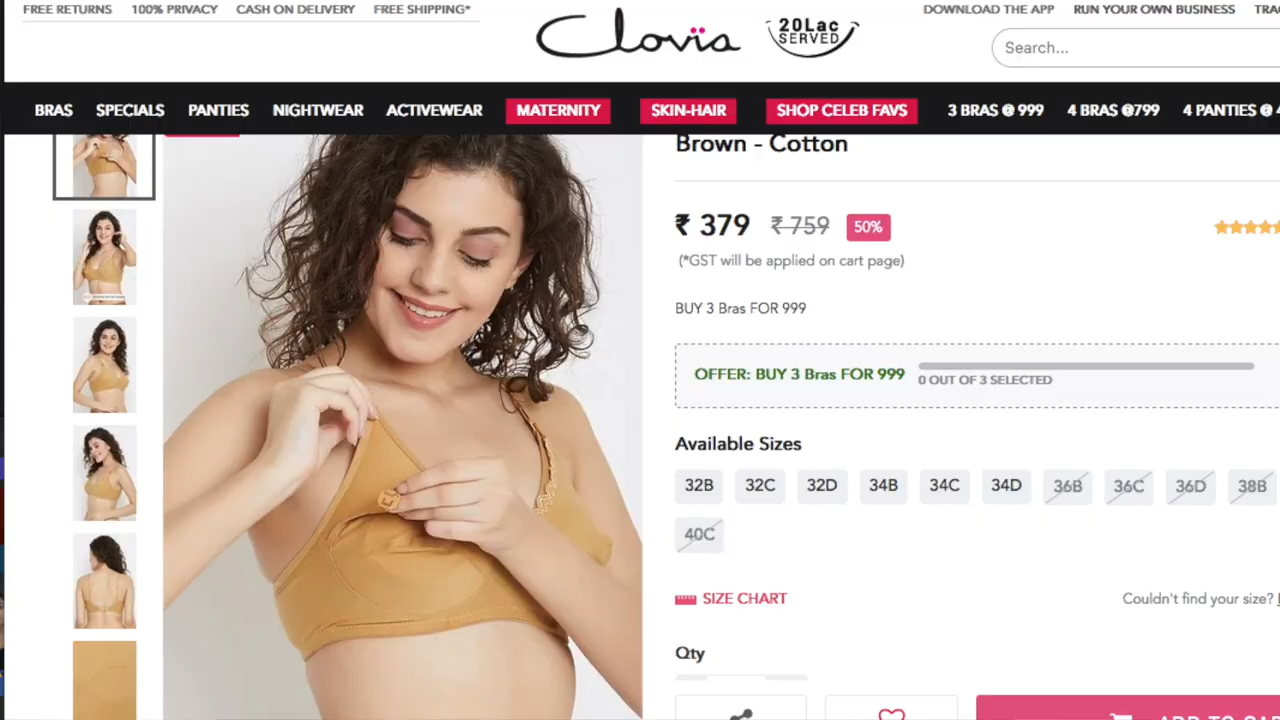 FREE RETURNS 100% PRIVACY CASH ON DELIVERY FREE SHIPPING*
DOWNLOAD THE APP RUN YOUR OWN BUSINESS
Clovia
20Lac
SERVED
Search...
BRAS SPECIALS PANTIES NIGHTWEAR ACTIVEWEAR MATERNITY SKIN-HAIR SHOP CELEB FAVS 3 BRAS @ 999 4 BRAS @799 4 PANTIES @
Brown - Cotton
₹ 379 ₹ 759 50%
(*GST will be applied on cart page)
BUY 3 Bras FOR 999
OFFER: BUY 3 Bras FOR 999
0 OUT OF 3 SELECTED
Available Sizes
32B 32C 32D 34B 34C 34D 36B 36C 36D 38B
40C
SIZE CHART
Couldn't find your size?
Qty